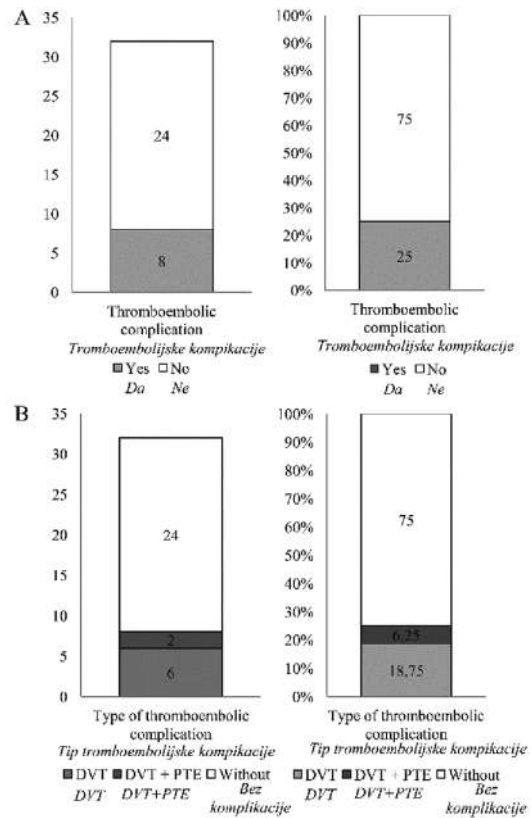 A
35
30
25
20
15
10
5
0
24
8
Thromboembolic
complication
Tromboembolijske kompikacije
Yes No
Da Ne
100%
90%
80%
70%
60%
50%
40%
30%
20%
10%
0%
75
25
Thromboembolic
complication
Tromboembolijske kompikacije
Yes No
Da Ne
B
35
30
25
20
15
10
5
0
24
2
6
Type of thromboembolic
complication
Tip tromboembolijske kompikacije
DVT DVT + PTE Without
DVT DVT+PTE Bez
komplikacije
100%
90%
80%
70%
60%
50%
40%
30%
20%
10%
0%
75
6,25
18,75
Type of thromboembolic
complication
Tip tromboembolijske kompikacije
DVT DVT + PTE Without
DVT DVT+PTE Bez
komplikacije